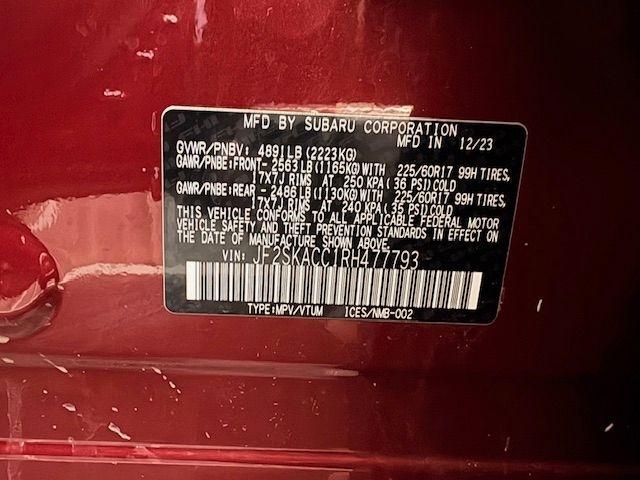 MFD BY SUBARU CORPORATION
MFD IN 12/23
GVWR/PNBV: 4891LB(2223KG)
GAWR/PNBE:FRONT- 2563LB(1165KG)WITH 225/60R17 99H TIRES,
17X7J RIMS AT 250 KPA( 36 PSI)COLD
GAWR/PNBE:REAR - 2486LB(1130KG)WITH 225/60R17 99H TIRES,
17X7J RIMS AT 240 KPA( 35 PSI)COLD
THIS VEHICLE CONFORMS TO ALL APPLICABLE FEDERAL MOTOR
VEHICLE SAFETY AND THEFT PREVENTION STANDARDS IN EFFECT ON
THE DATE OF MANUFACTURE SHOWN ABOVE.
VIN: JF2SKACC1RH477793
TYPE:MPV/VTUM ICES/NMB-002